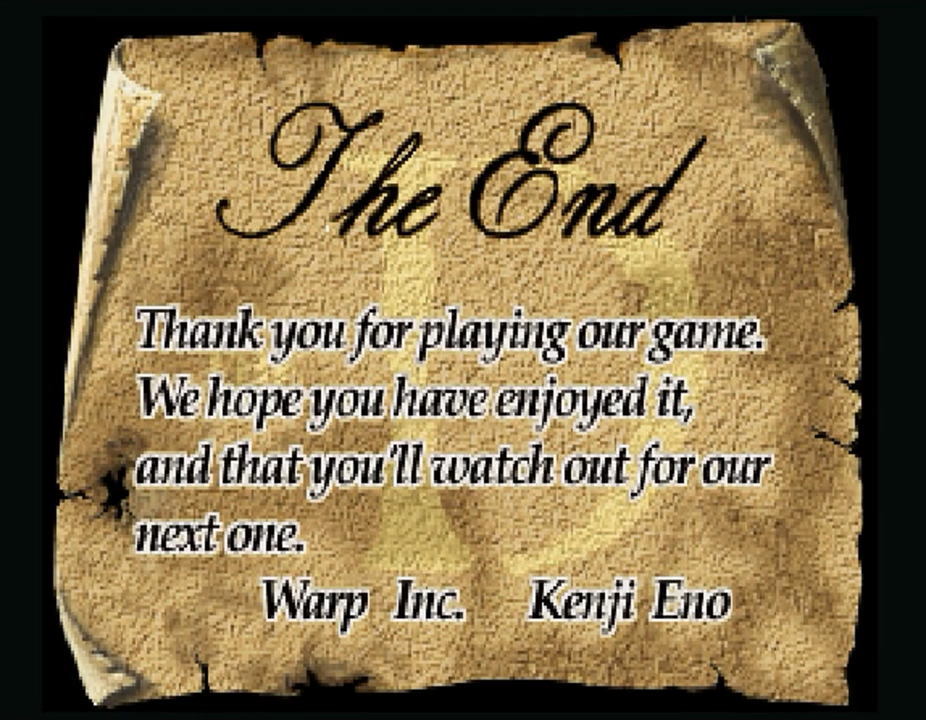 The End
Thank you for playing our game.
We hope you have enjoyed it,
and that you'll watch out for our
next one.
Warp Inc. Kenji Eno